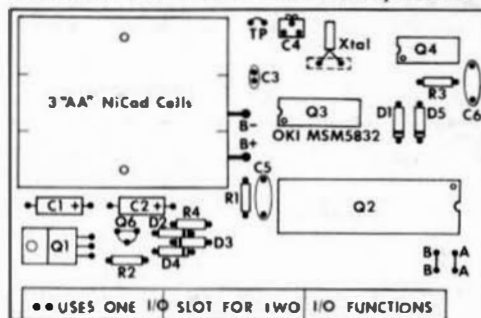 TP
C4
Xtal
Q4
C3
R3
C6
3 "AA" NiCad Cells
Q3
OKI MSM5832
D1
D5
B-
B+
C5
R1
Q2
C1 +
C2 +
Q6
D2
R4
Q1
D3
D4
R2
B A
B A
•• USES ONE I/O SLOT FOR TWO I/O FUNCTIONS